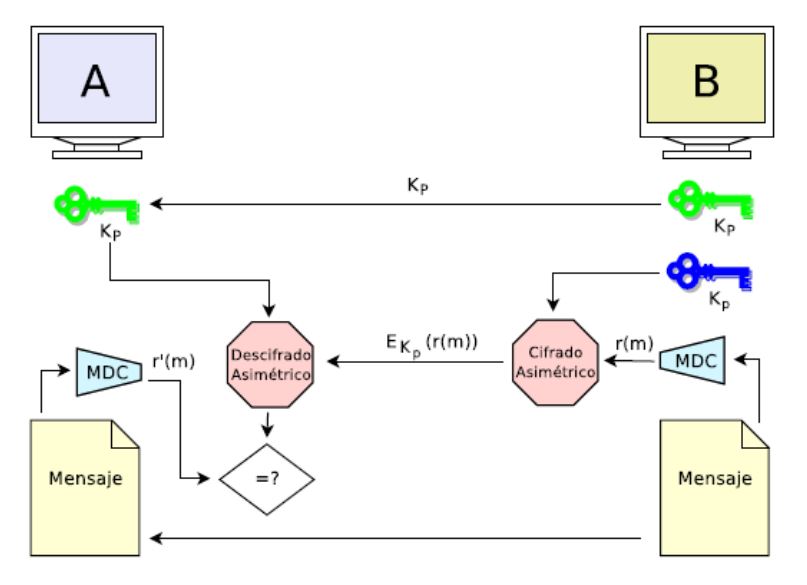 A
B
K_P
K_P
K_P
K_p
Descifrado
Asimétrico
E_{K_p}(r(m))
Cifrado
Asimétrico
r(m)
MDC
r'(m)
MDC
Mensaje
=?
Mensaje